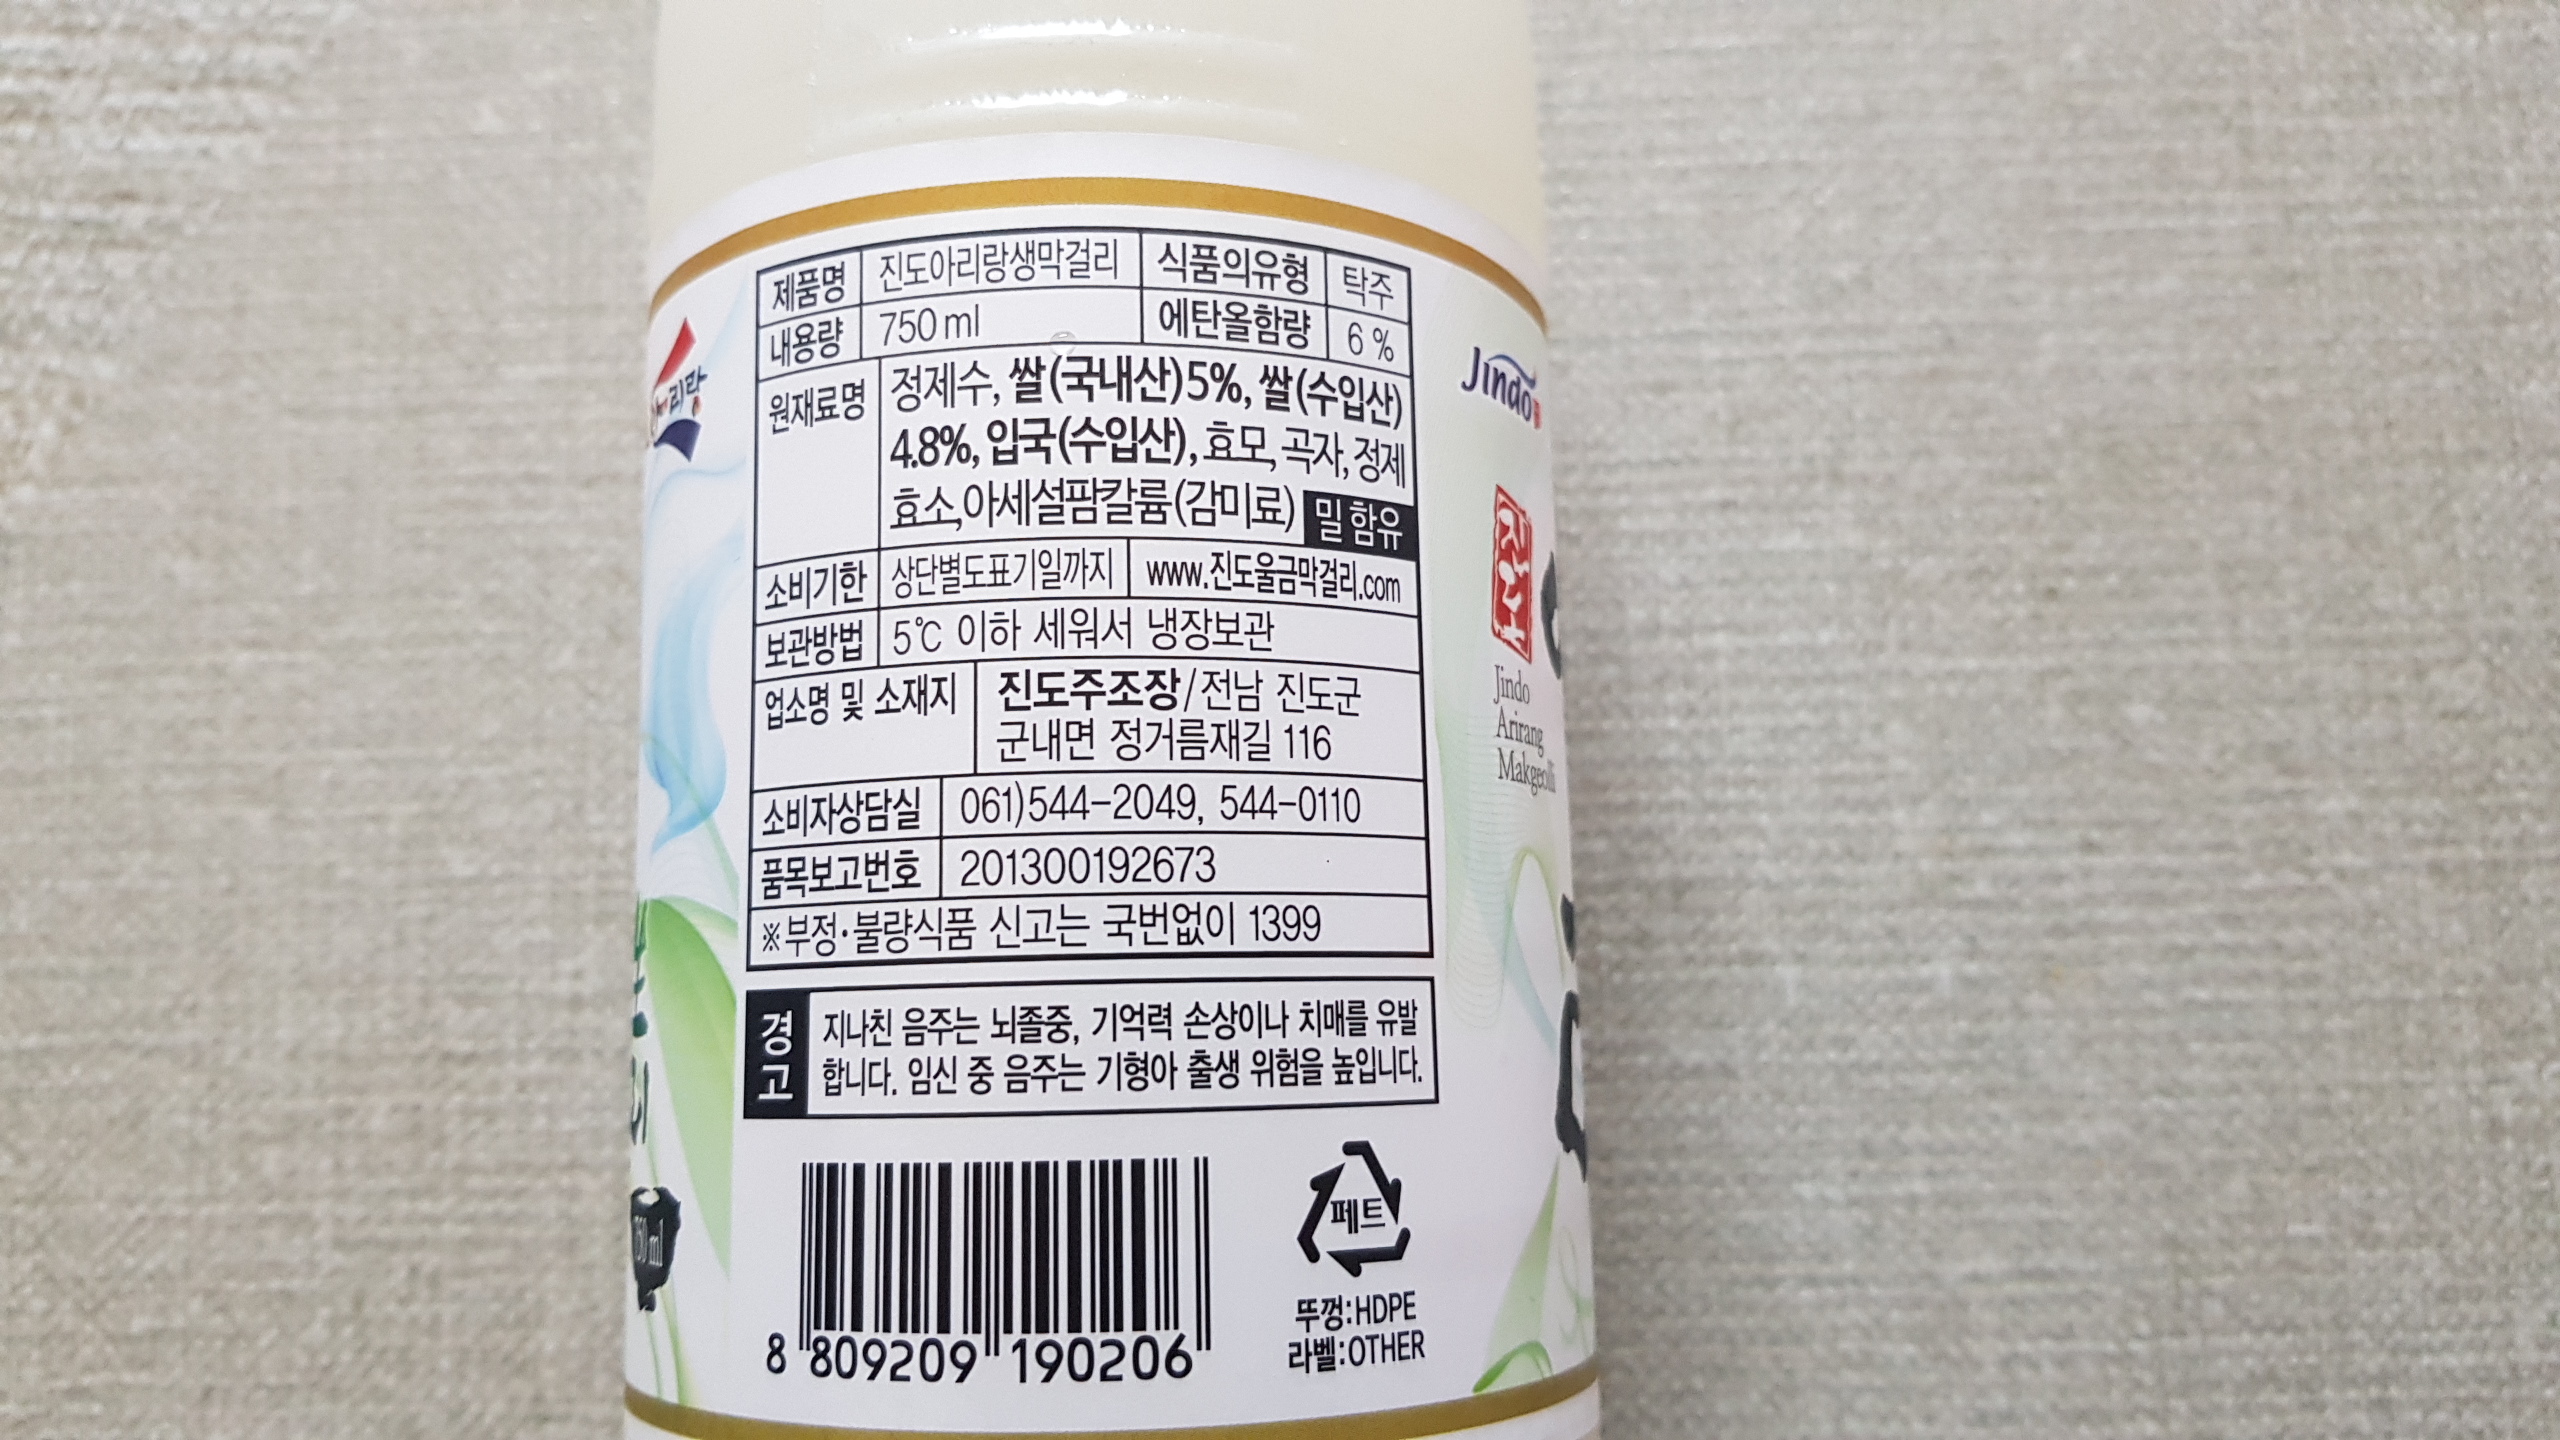 제품명 진도아리랑생막걸리 식품의유형 탁주
내용량 750ml 에탄올함량 6%
원재료명 정제수, 쌀(국내산)5%, 쌀(수입산)
4.8%, 입국(수입산), 효모, 곡자, 정제
효소, 아세설팜칼륨(감미료) 밀 함유
소비기한 상단별도표기일까지 www.진도울금막걸리.com
보관방법 5℃ 이하 세워서 냉장보관
업소명 및 소재지 진도주조장/전남 진도군
군내면 정거름재길 116
소비자상담실 061)544-2049, 544-0110
품목보고번호 201300192673
※부정·불량식품 신고는 국번없이 1399
경고 지나친 음주는 뇌졸중, 기억력 손상이나 치매를 유발
합니다. 임신 중 음주는 기형아 출생 위험을 높입니다.
8 809209 190206
페트
뚜껑:HDPE
라벨:OTHER
Jindo
진도
Jindo
Arirang
Makgeolli